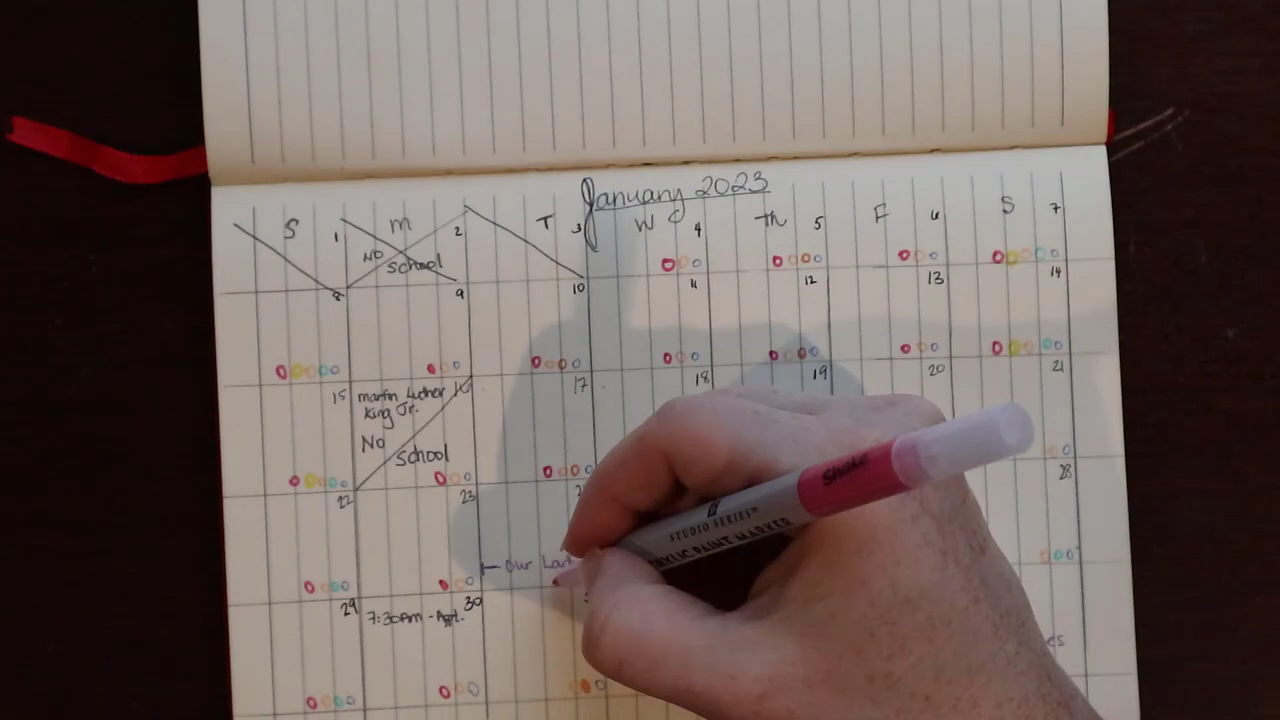 January 2023
S 1 M 2 T 3 W 4 Th 5 F 6 S 7
NO
School
8 9 10 11 12 13 14
15 martin Luther 17 18 19 20 21
King Jr.
No
School
22 23 28
Our
29 7:30Am - Appt. 30
STUDIO SERIES
ACRYLIC PAINT MARKER